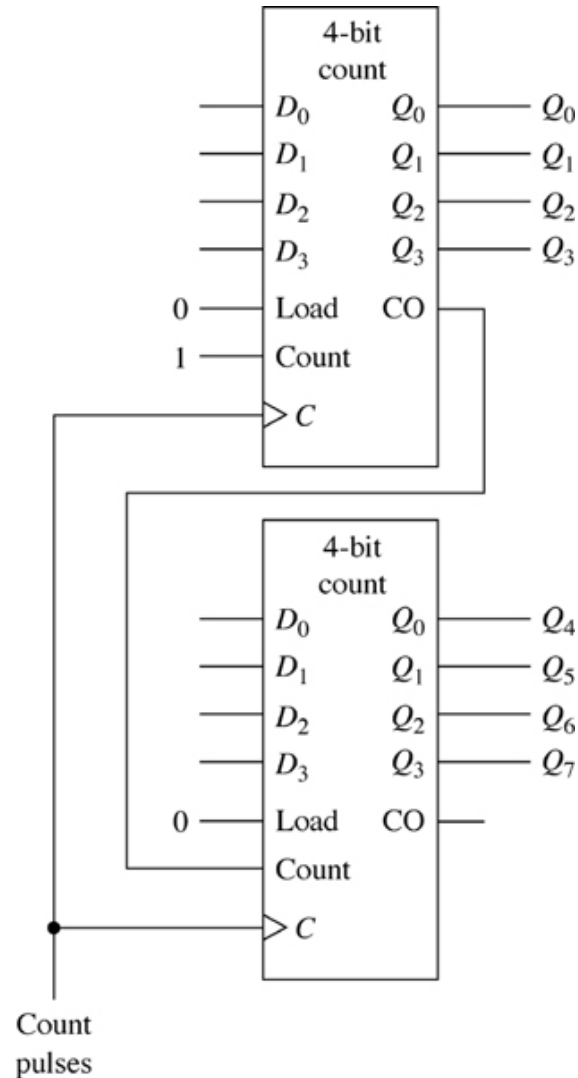 4-bit
count
D₀ Q₀ Q₀
D₁ Q₁ Q₁
D₂ Q₂ Q₂
D₃ Q₃ Q₃
0 Load CO
1 Count
C
4-bit
count
D₀ Q₀ Q₄
D₁ Q₁ Q₅
D₂ Q₂ Q₆
D₃ Q₃ Q₇
0 Load CO
Count
C
Count
pulses